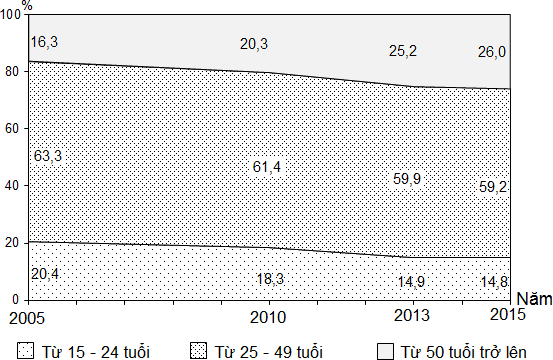 %
100
16,3 20,3 25,2 26,0
80
60
63,3 61,4 59,9 59,2
40
20
20,4 18,3 14,9 14,8
0
Năm
2005 2010 2013 2015
Từ 15 - 24 tuổi Từ 25 - 49 tuổi Từ 50 tuổi trở lên